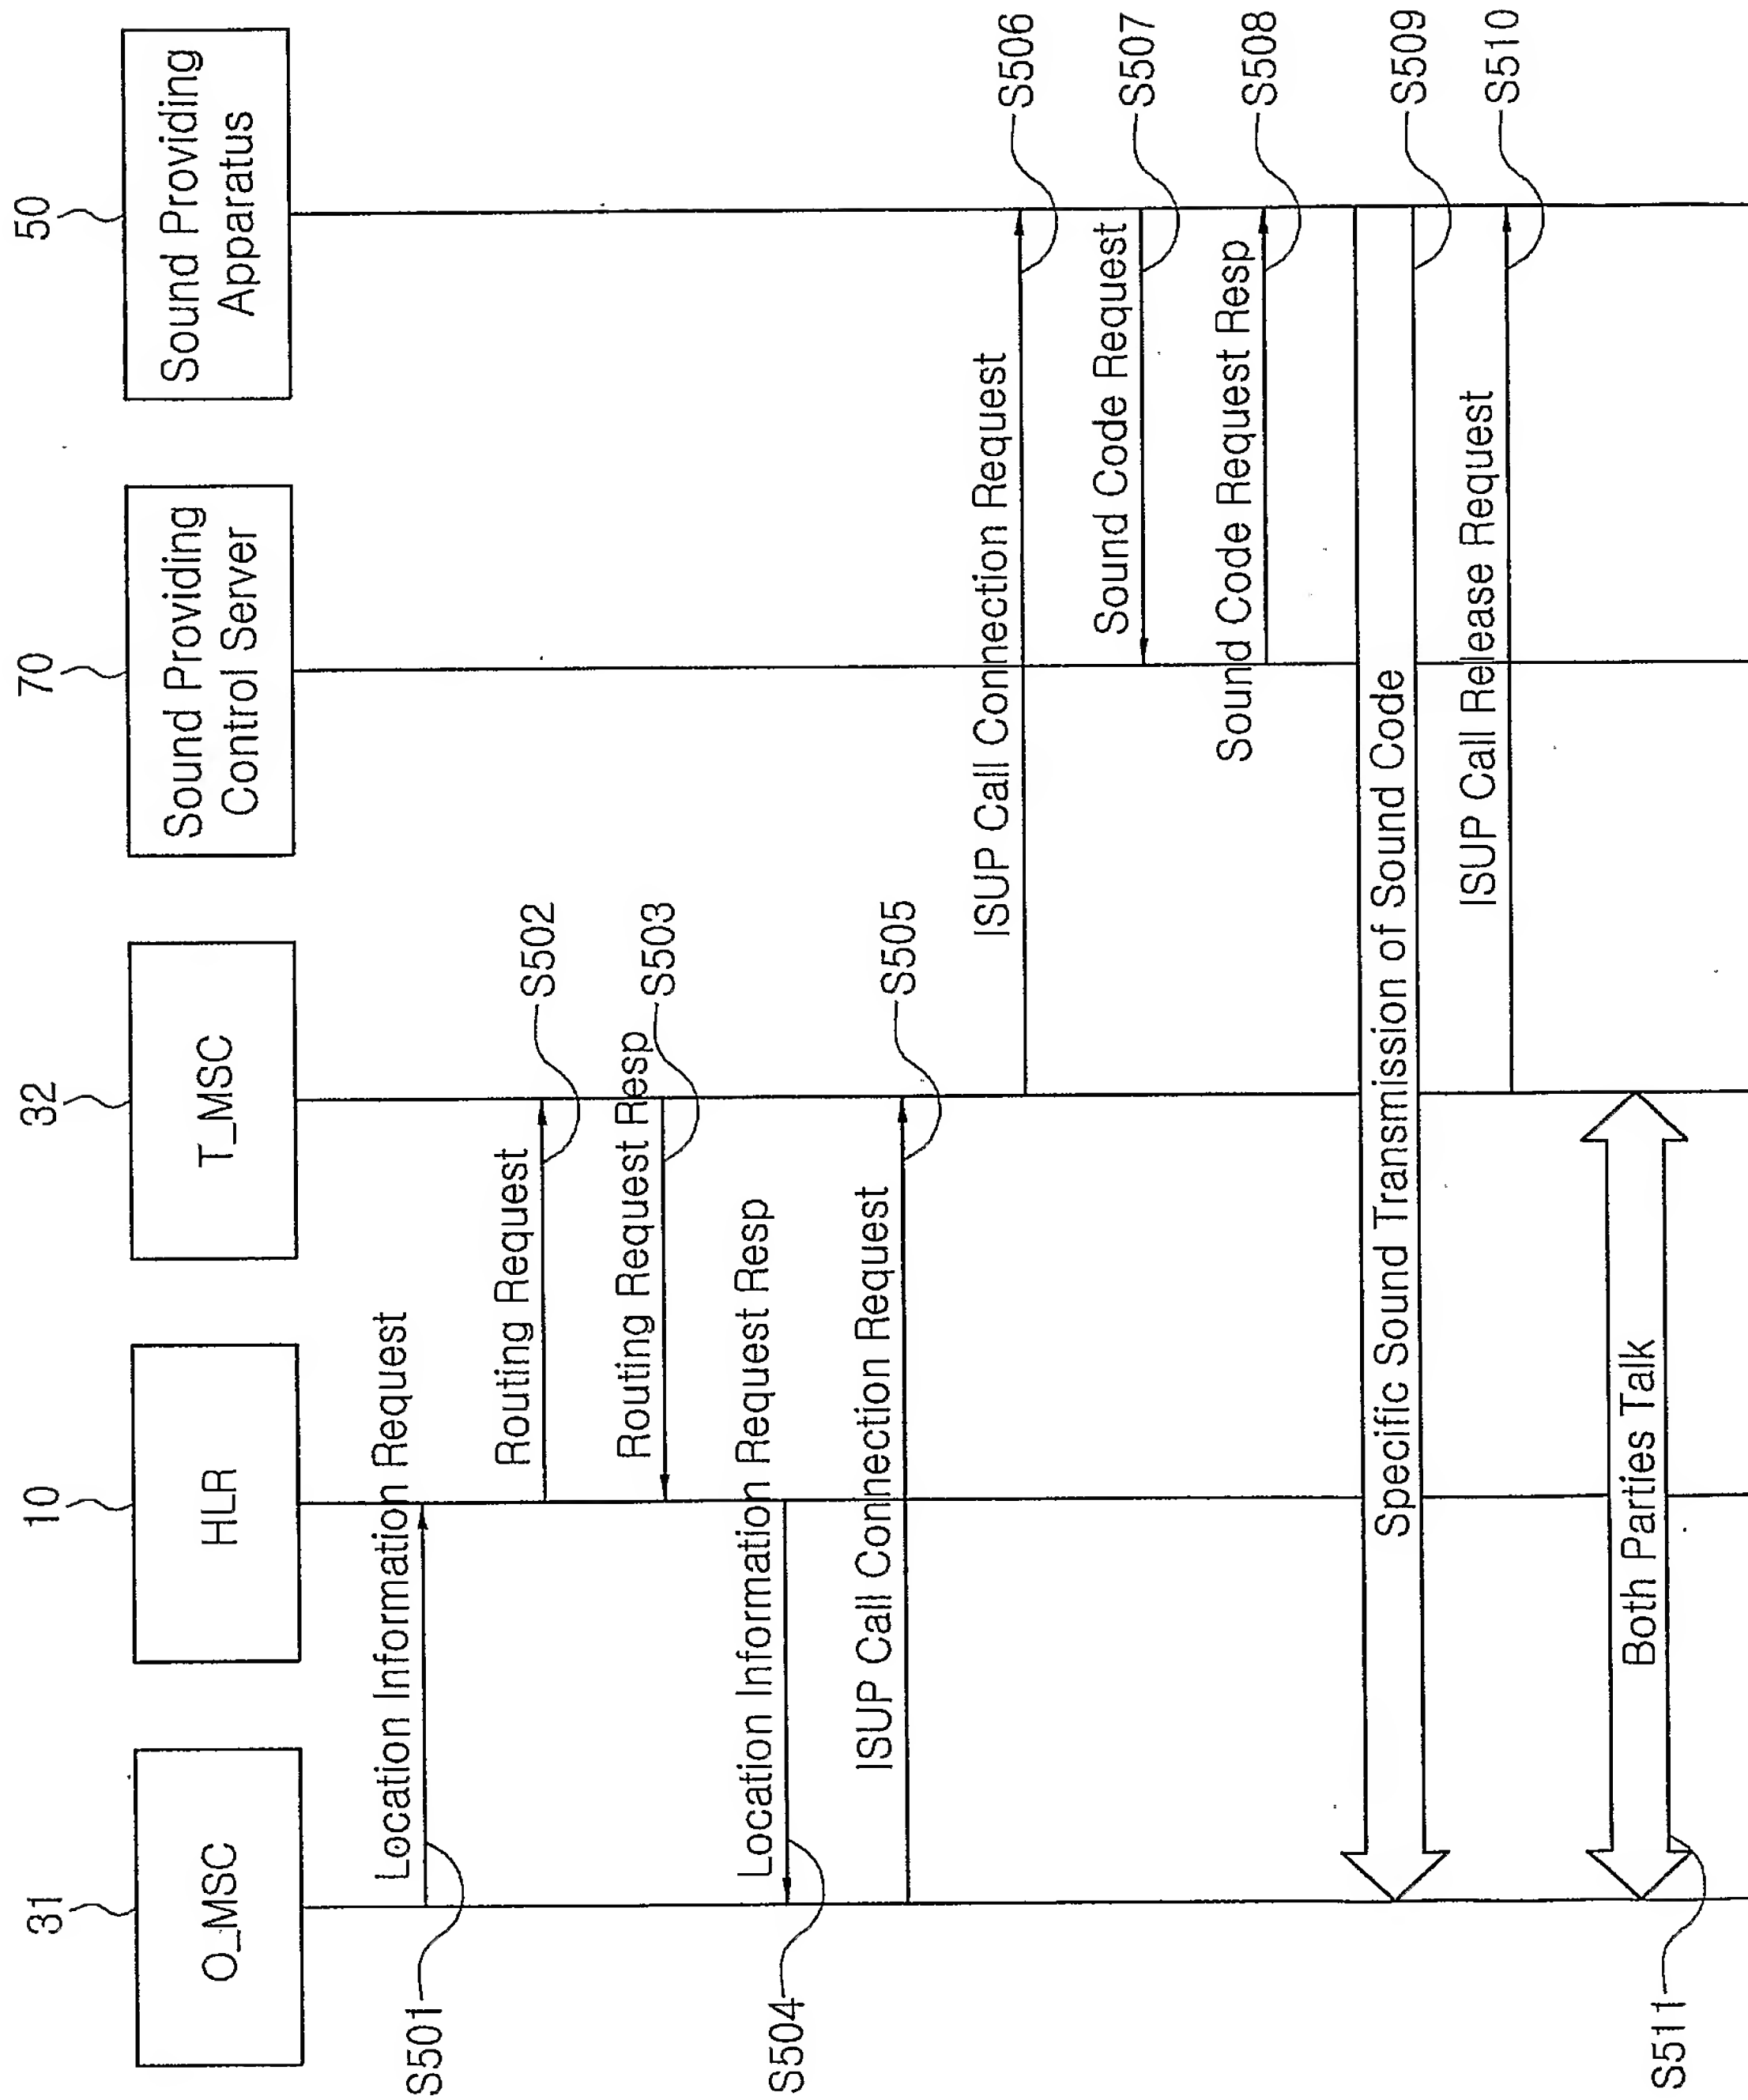 31
10
32
70
50
O_MSC
HLR
T_MSC
Sound Providing
Control Server
Sound Providing
Apparatus
Location Information Request
S501
Routing Request
S502
Routing Request Resp
S503
Location Information Request Resp
S504
ISUP Call Connection Request
S505
ISUP Call Connection Request
S506
Sound Code Request
S507
Sound Code Request Resp
S508
Specific Sound Transmission of Sound Code
S509
ISUP Call Release Request
S510
Both Parties Talk
S511